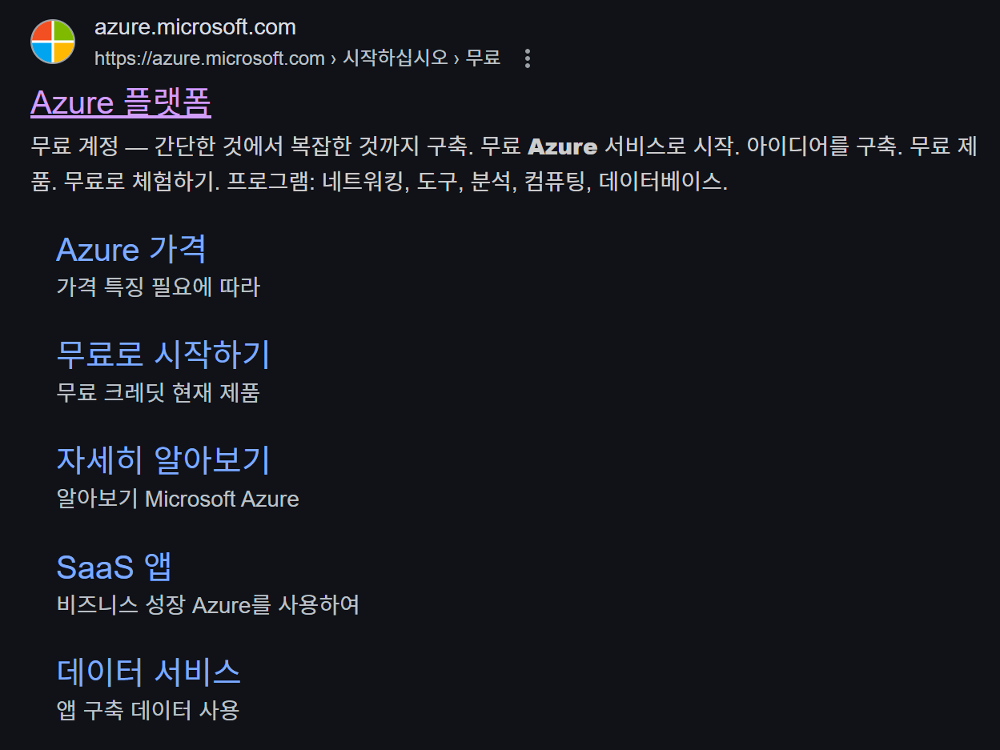 azure.microsoft.com
https://azure.microsoft.com › 시작하십시오 › 무료
Azure 플랫폼
무료 계정 — 간단한 것에서 복잡한 것까지 구축. 무료 Azure 서비스로 시작. 아이디어를 구축. 무료 제
품. 무료로 체험하기. 프로그램: 네트워킹, 도구, 분석, 컴퓨팅, 데이터베이스.
Azure 가격
가격 특징 필요에 따라
무료로 시작하기
무료 크레딧 현재 제품
자세히 알아보기
알아보기 Microsoft Azure
SaaS 앱
비즈니스 성장 Azure를 사용하여
데이터 서비스
앱 구축 데이터 사용